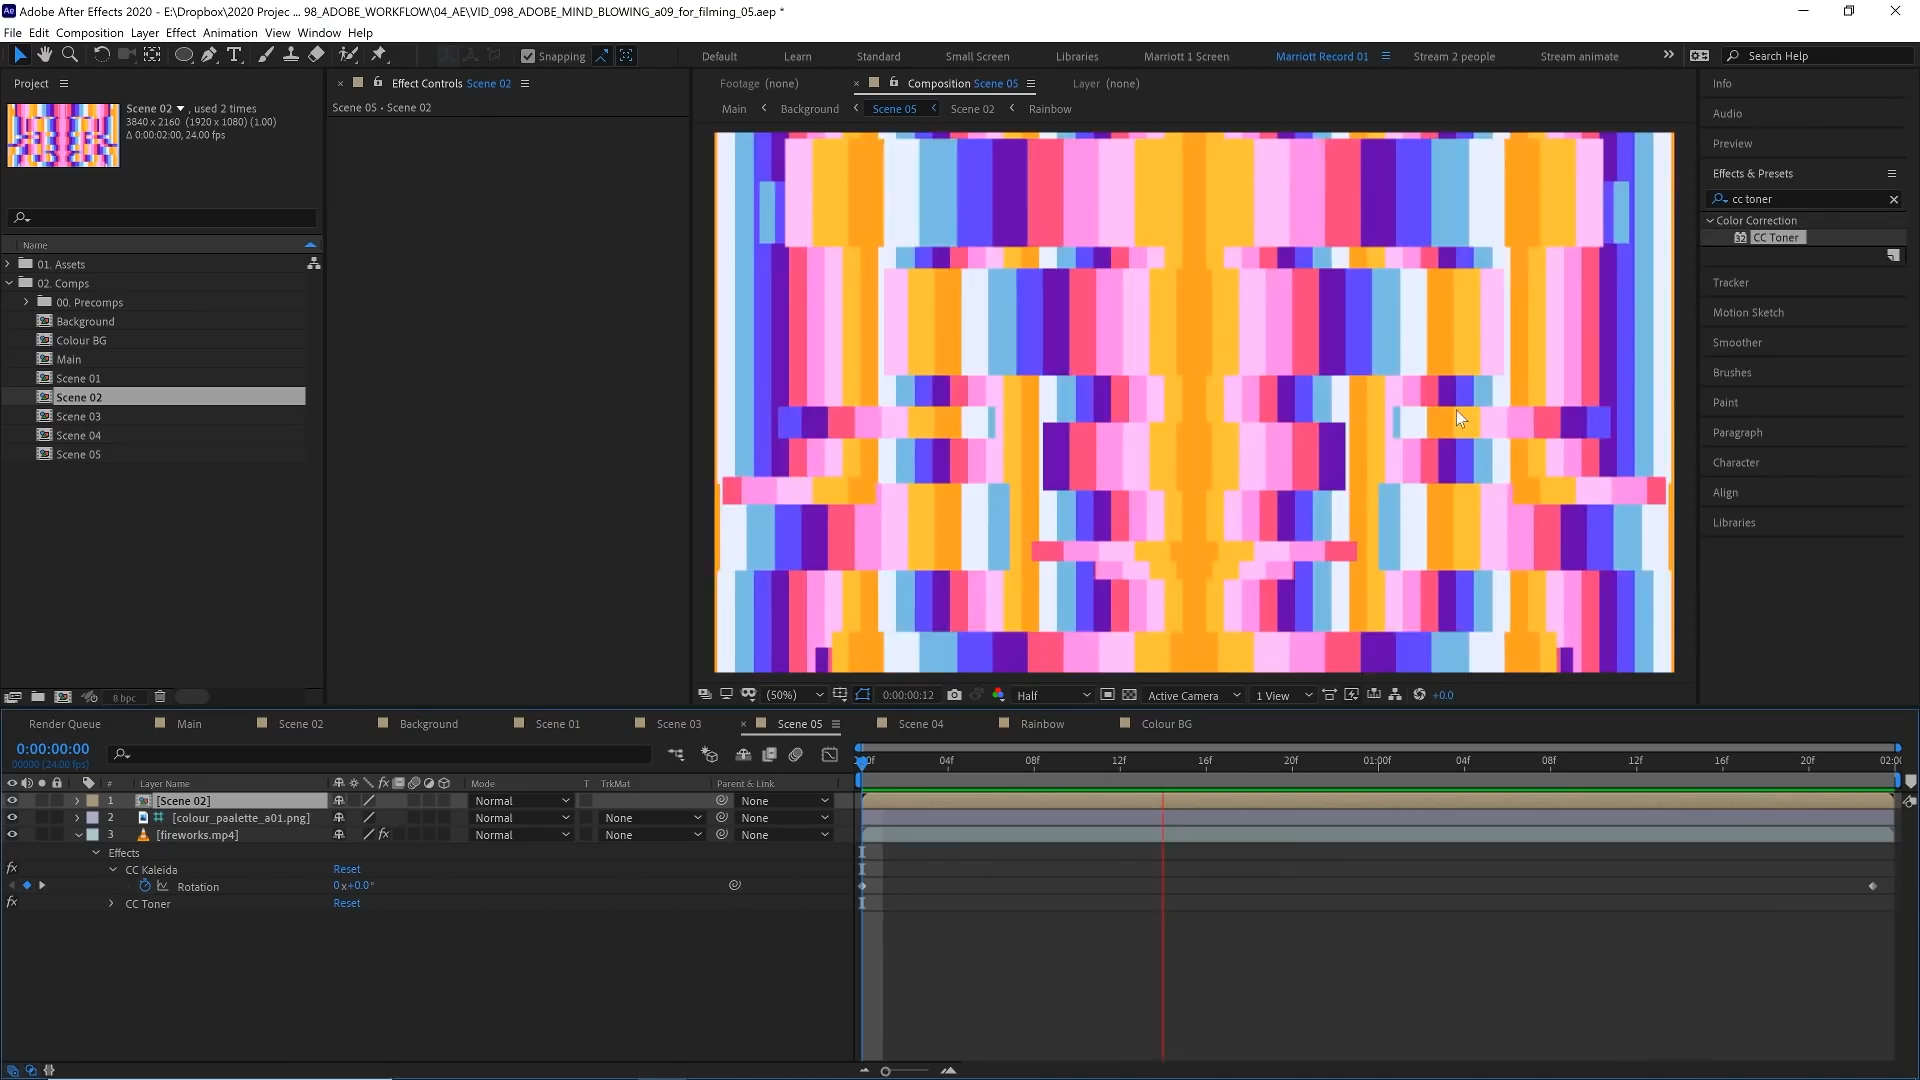 Adobe After Effects 2020 - E:\Dropbox\2020 Projec ... 98_ADOBE_WORKFLOW\04_AE\VID_098_ADOBE_MIND_BLOWING_a09_for_filming_05.aep *
File Edit Composition Layer Effect Animation View Window Help
Snapping Default Learn Standard Small Screen Libraries Marriott 1 Screen Marriott Record 01 Stream 2 people Stream animate Search Help
Project
Scene 02 , used 2 times
3840 x 2160 (1920 x 1080) (1.00)
Δ 0:00:02:00, 24.00 fps
Name
01. Assets
02. Comps
00. Precomps
Background
Colour BG
Main
Scene 01
Scene 02
Scene 03
Scene 04
Scene 05
8 bpc
Effect Controls Scene 02
Scene 05 • Scene 02
Footage (none) Composition Scene 05 Layer (none)
Main Background Scene 05 Scene 02 Rainbow
(50%) 0:00:00:12 Half Active Camera 1 View +0.0
Info
Audio
Preview
Effects & Presets
cc toner
Color Correction
32 CC Toner
Tracker
Motion Sketch
Smoother
Brushes
Paint
Paragraph
Character
Align
Libraries
Render Queue Main Scene 02 Background Scene 01 Scene 03 Scene 05 Scene 04 Rainbow Colour BG
0:00:00:00
00000 (24.00 fps)
04f 08f 12f 16f 20f 01:00f 04f 08f 12f 16f 20f 02:00
# Layer Name fx Mode T TrkMat Parent & Link
1 [Scene 02] Normal None
2 [colour_paalette_a01.png] Normal None None
3 [fireworks.mp4] fx Normal None None
Effects
fx CC Kaleida Reset
Rotation 0x+0.0°
fx CC Toner Reset